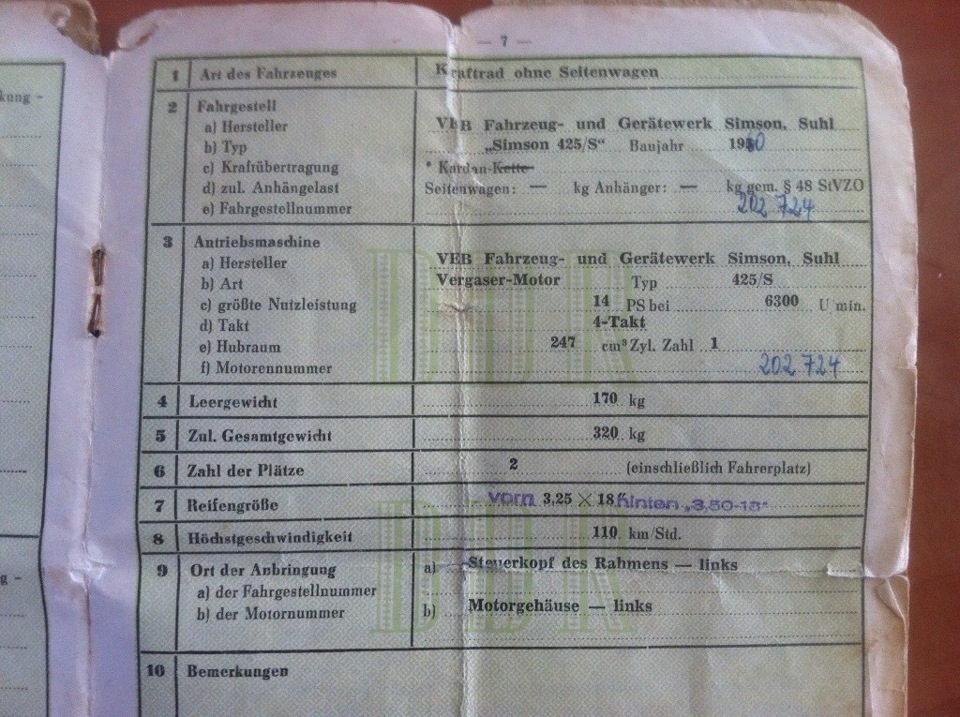 kung -
— 7 —
1 Art des Fahrzeuges Kraftrad ohne Seitenwagen
2 Fahrgestell
a) Hersteller VEB Fahrzeug- und Gerätewerk Simson, Suhl
b) Typ „Simson 425/S“ Baujahr 1960
c) Kraftübertragung * Kardan-Kette
d) zul. Anhängelast Seitenwagen: — kg Anhänger: — kg gem. § 48 StVZO
e) Fahrgestellnummer 202 724
3 Antriebsmaschine
a) Hersteller VEB Fahrzeug- und Gerätewerk Simson, Suhl
b) Art Vergaser-Motor Typ 425/S
c) größte Nutzleistung 14 PS bei 6300 U min.
d) Takt 4-Takt
e) Hubraum 247 cm³ Zyl. Zahl 1
f) Motorennummer 202 724
4 Leergewicht 170 kg
5 Zul. Gesamtgewicht 320 kg
6 Zahl der Plätze 2 (einschließlich Fahrerplatz)
7 Reifengröße vorn 3,25 × 18" hinten „3,50-18"
8 Höchstgeschwindigkeit 110 km/Std.
9 Ort der Anbringung
a) der Fahrgestellnummer a) Steuerkopf des Rahmens — links
b) der Motornummer b) Motorgehäuse — links
10 Bemerkungen
g -
DDR
DDR